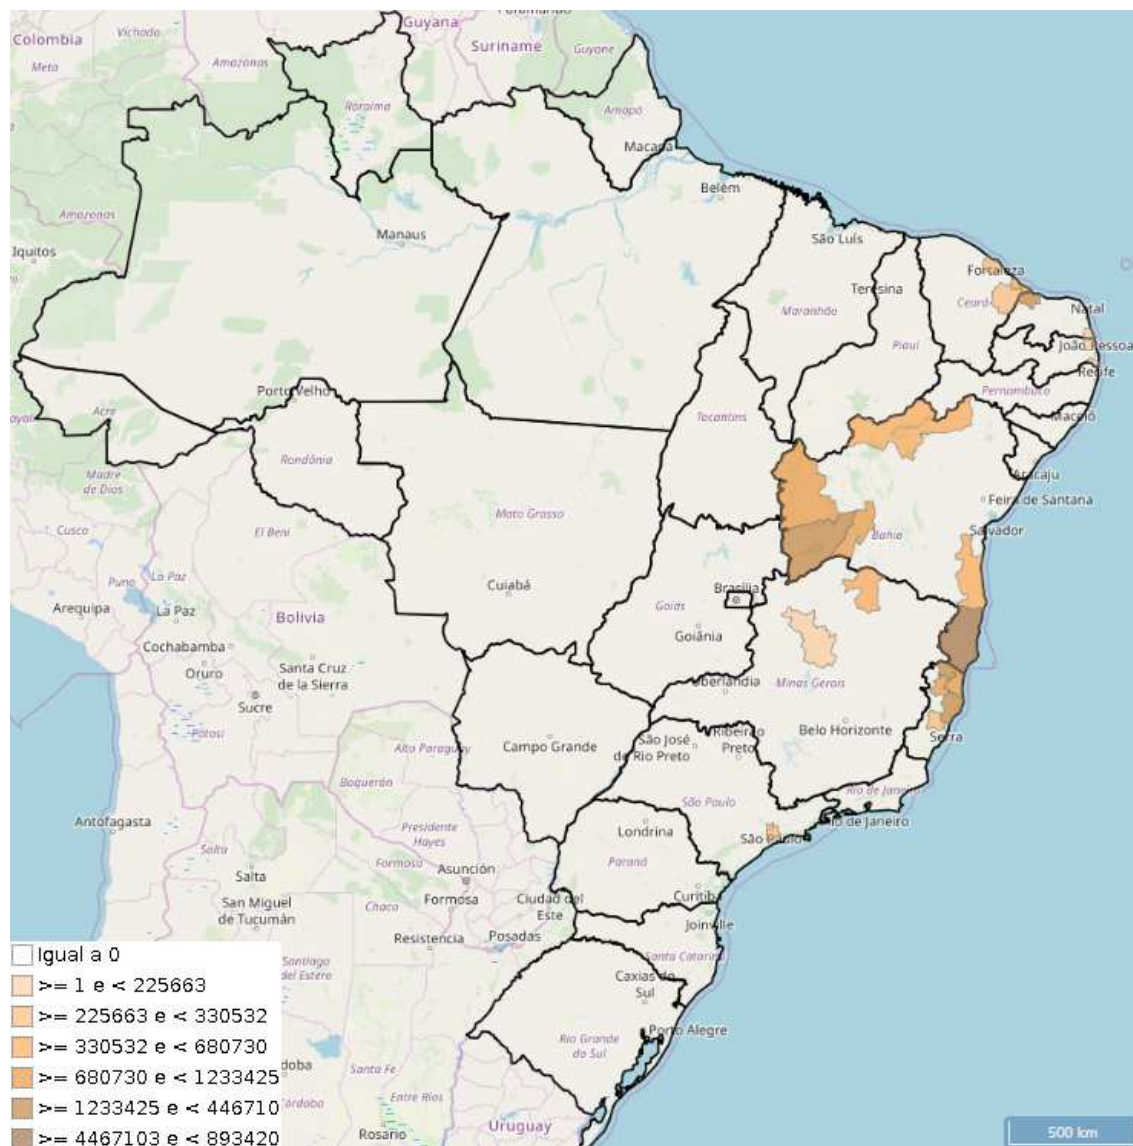 Paramaribo
Guyana
Colombia
Vichada
Suriname
Guyane
Meta
Amazonas
Roraima
Amapá
Macapá
Belém
Amazonas
Iquitos
Manaus
São Luís
Fortaleza
Teresina
Ceará
Natal
Maranhão
João Pessoa
Piauí
Recife
Porto Velho
Pernambuco
Acre
Tocantins
Maceió
Rondônia
Aracaju
Madre
de Dios
Feira de Santana
Mato Grosso
Salvador
Cusco
El Beni
Bahia
Puno
La Paz
Cuiabá
Brasília
Arequipa
La Paz
Bolivia
Goiás
Goiânia
Cochabamba
Oruro
Santa Cruz
de la Sierra
Uberlandia
Minas Gerais
Sucre
Potosí
Campo Grande
São José
do Rio Preto
Ribeirão
Preto
Belo Horizonte
Serra
Alto Paraguay
Boquerón
São Paulo
Rio de Janeiro
Antofagasta
Presidente
Hayes
Londrina
São Paulo
Rio de Janeiro
Salta
Salta
Formosa
Asunción
Paraná
San Miguel
de Tucumán
Chaco
Formosa
Ciudad del
Este
Curitiba
Resistencia
Posadas
Joinville
Santa Catarina
Santiago
del Estero
Caxias do
Sul
Porto Alegre
Rio Grande
do Sul
Santa Fe
Entre Ríos
Córdoba
Rosario
Uruguay
500 km
Igual a 0
>= 1 e < 225663
>= 225663 e < 330532
>= 330532 e < 680730
>= 680730 e < 1233425
>= 1233425 e < 446710
>= 4467103 e < 893420